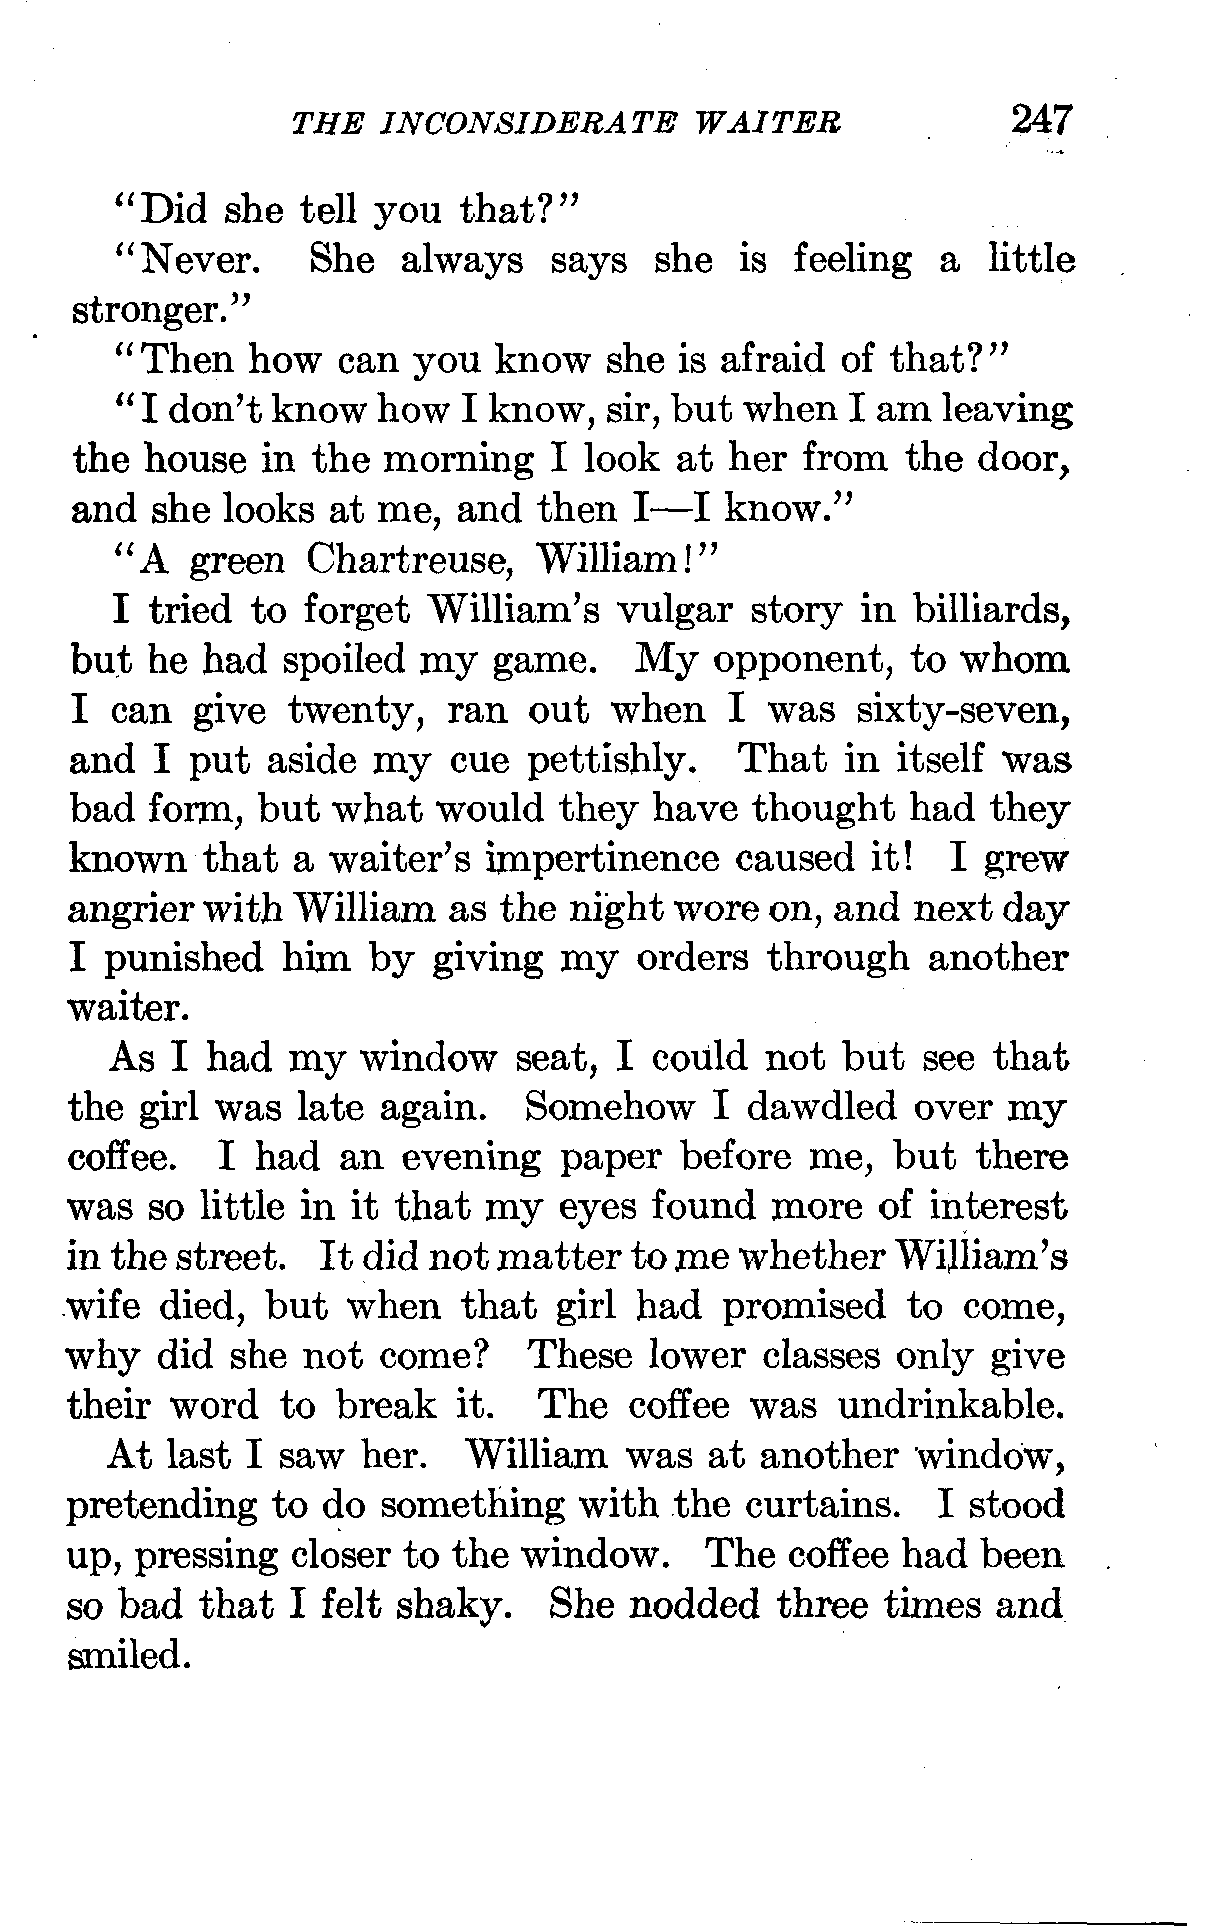 THE INCONSIDERATE WAITER 247
“Did she tell you that?”
“Never. She always says she is feeling a little
stronger.”
“Then how can you know she is afraid of that?”
“I don’t know how I know, sir, but when I am leaving
the house in the morning I look at her from the door,
and she looks at me, and then I—I know.”
“A green Chartreuse, William!”
I tried to forget William’s vulgar story in billiards,
but he had spoiled my game. My opponent, to whom
I can give twenty, ran out when I was sixty-seven,
and I put aside my cue pettishly. That in itself was
bad form, but what would they have thought had they
known that a waiter’s impertinence caused it! I grew
angrier with William as the night wore on, and next day
I punished him by giving my orders through another
waiter.
As I had my window seat, I could not but see that
the girl was late again. Somehow I dawdled over my
coffee. I had an evening paper before me, but there
was so little in it that my eyes found more of interest
in the street. It did not matter to me whether William’s
wife died, but when that girl had promised to come,
why did she not come? These lower classes only give
their word to break it. The coffee was undrinkable.
At last I saw her. William was at another window,
pretending to do something with the curtains. I stood
up, pressing closer to the window. The coffee had been
so bad that I felt shaky. She nodded three times and
smiled.